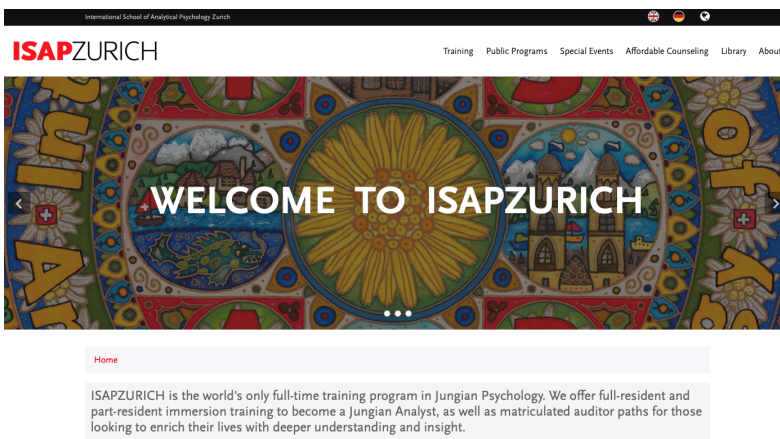 International School of Analytical Psychology Zurich
ISAPZURICH
Training Public Programs Special Events Affordable Counseling Library About
WELCOME TO ISAPZURICH
Home
ISAPZURICH is the world's only full-time training program in Jungian Psychology. We offer full-resident and
part-resident immersion training to become a Jungian Analyst, as well as matriculated auditor paths for those
looking to enrich their lives with deeper understanding and insight.